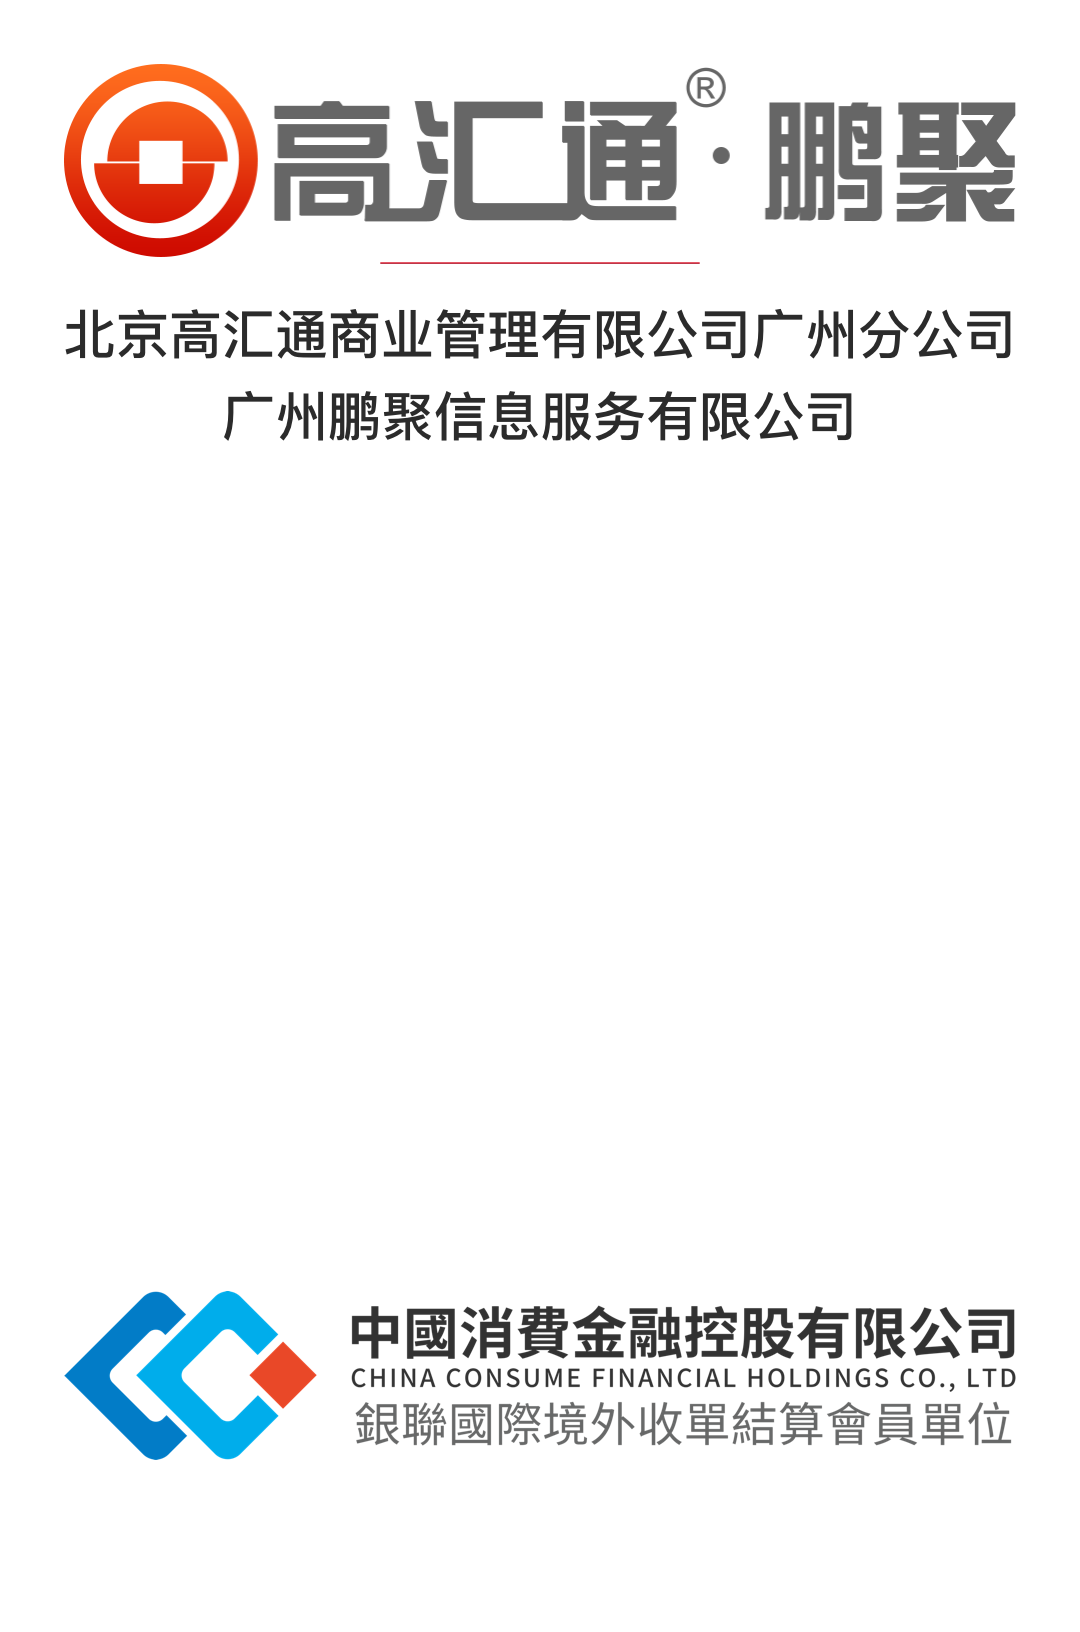 高汇通®·鹏聚
北京高汇通商业管理有限公司广州分公司
广州鹏聚信息服务有限公司
中國消費金融控股有限公司
CHINA CONSUME FINANCIAL HOLDINGS CO., LTD
銀聯國際境外收單結算會員單位